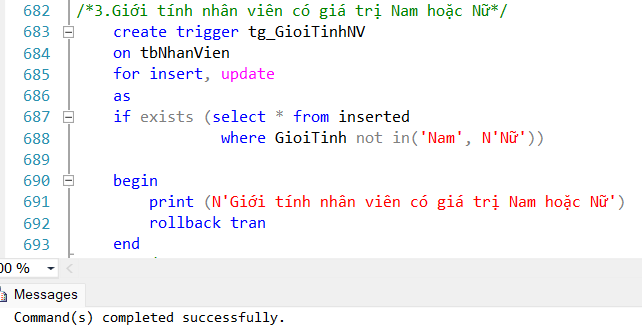 682 /*3.Giới tính nhân viên có giá trị Nam hoặc Nữ*/
683 create trigger tg_GioiTinhNV
684 on tbNhanVien
685 for insert, update
686 as
687 if exists (select * from inserted
688 where GioiTinh not in('Nam', N'Nữ'))
689
690 begin
691 print (N'Giới tính nhân viên có giá trị Nam hoặc Nữ')
692 rollback tran
693 end
00 %
Messages
Command(s) completed successfully.